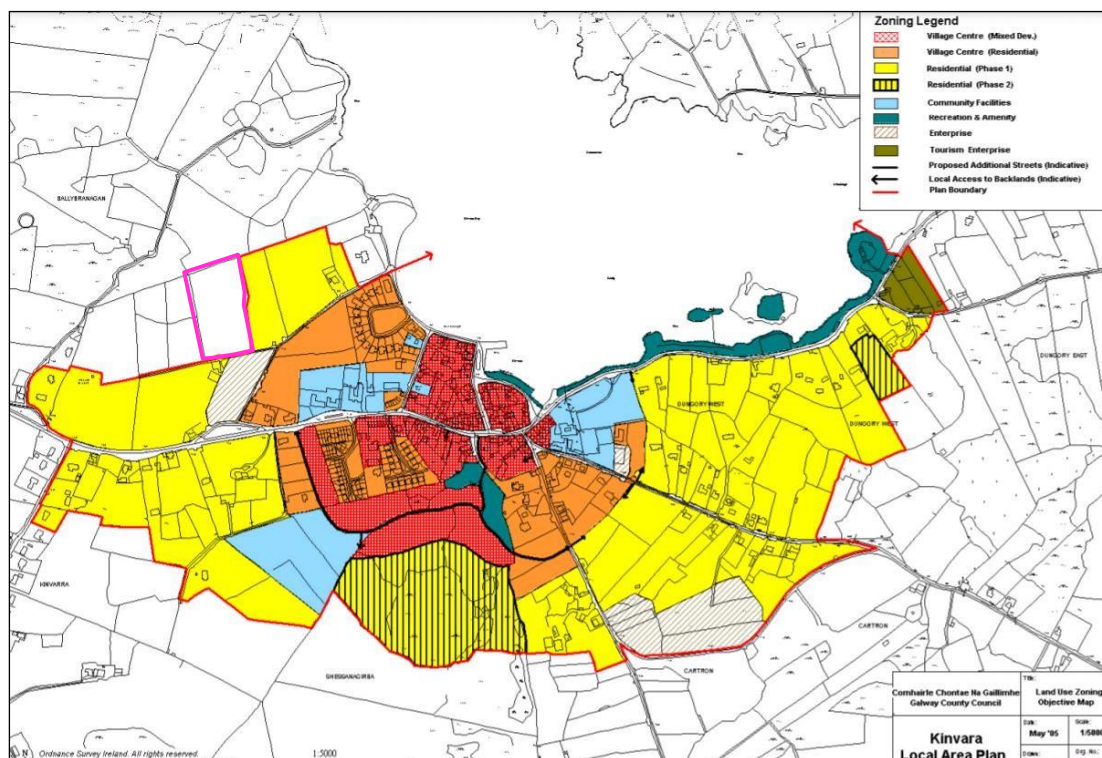 Zoning Legend
Village Centre (Mixed Dev.)
Village Centre (Residential)
Residential (Phase 1)
Residential (Phase 2)
Community Facilities
Recreation & Amenity
Enterprise
Tourism Enterprise
Proposed Additional Streets (Indicative)
Local Access to Backlands (Indicative)
Plan Boundary
BALLYBRANAGAN
DUNGORY EAST
DUNGORY WEST
DUNGORY WEST
KINVARRA
CARTRON
CARTRON
N
Ordnance Survey Ireland. All rights reserved.
1:5000
Comhairle Chontae Na Gaillimhe
Galway County Council
Kinvara
Local Area Plan
Title:
Land Use Zoning
Objective Map
Date:
May '05
Scale:
1/5000
Drawn:
Drg. No.: